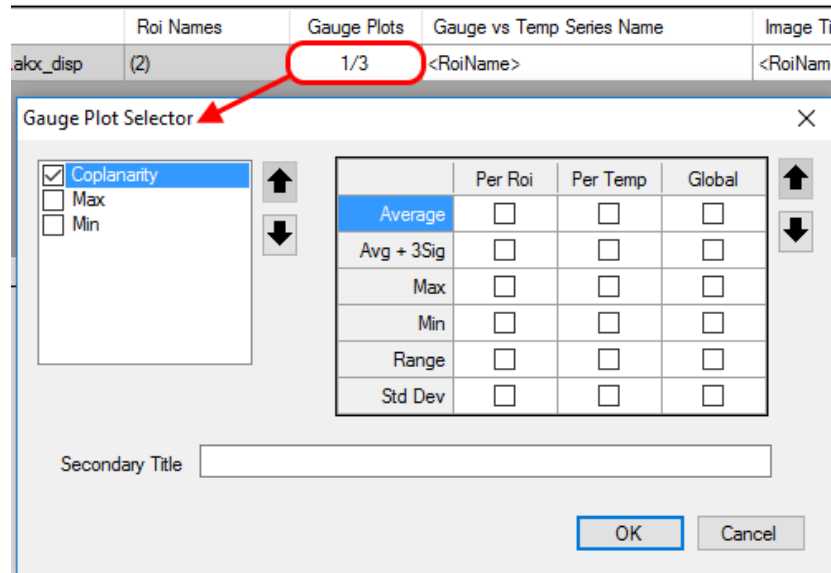 Roi Names Gauge Plots Gauge vs Temp Series Name Image Ti
.akx_disp (2) 1/3 <RoiName> <RoiNam
Gauge Plot Selector
Coplanarity
Max
Min
Per Roi Per Temp Global
Average
Avg + 3Sig
Max
Min
Range
Std Dev
Secondary Title
OK Cancel